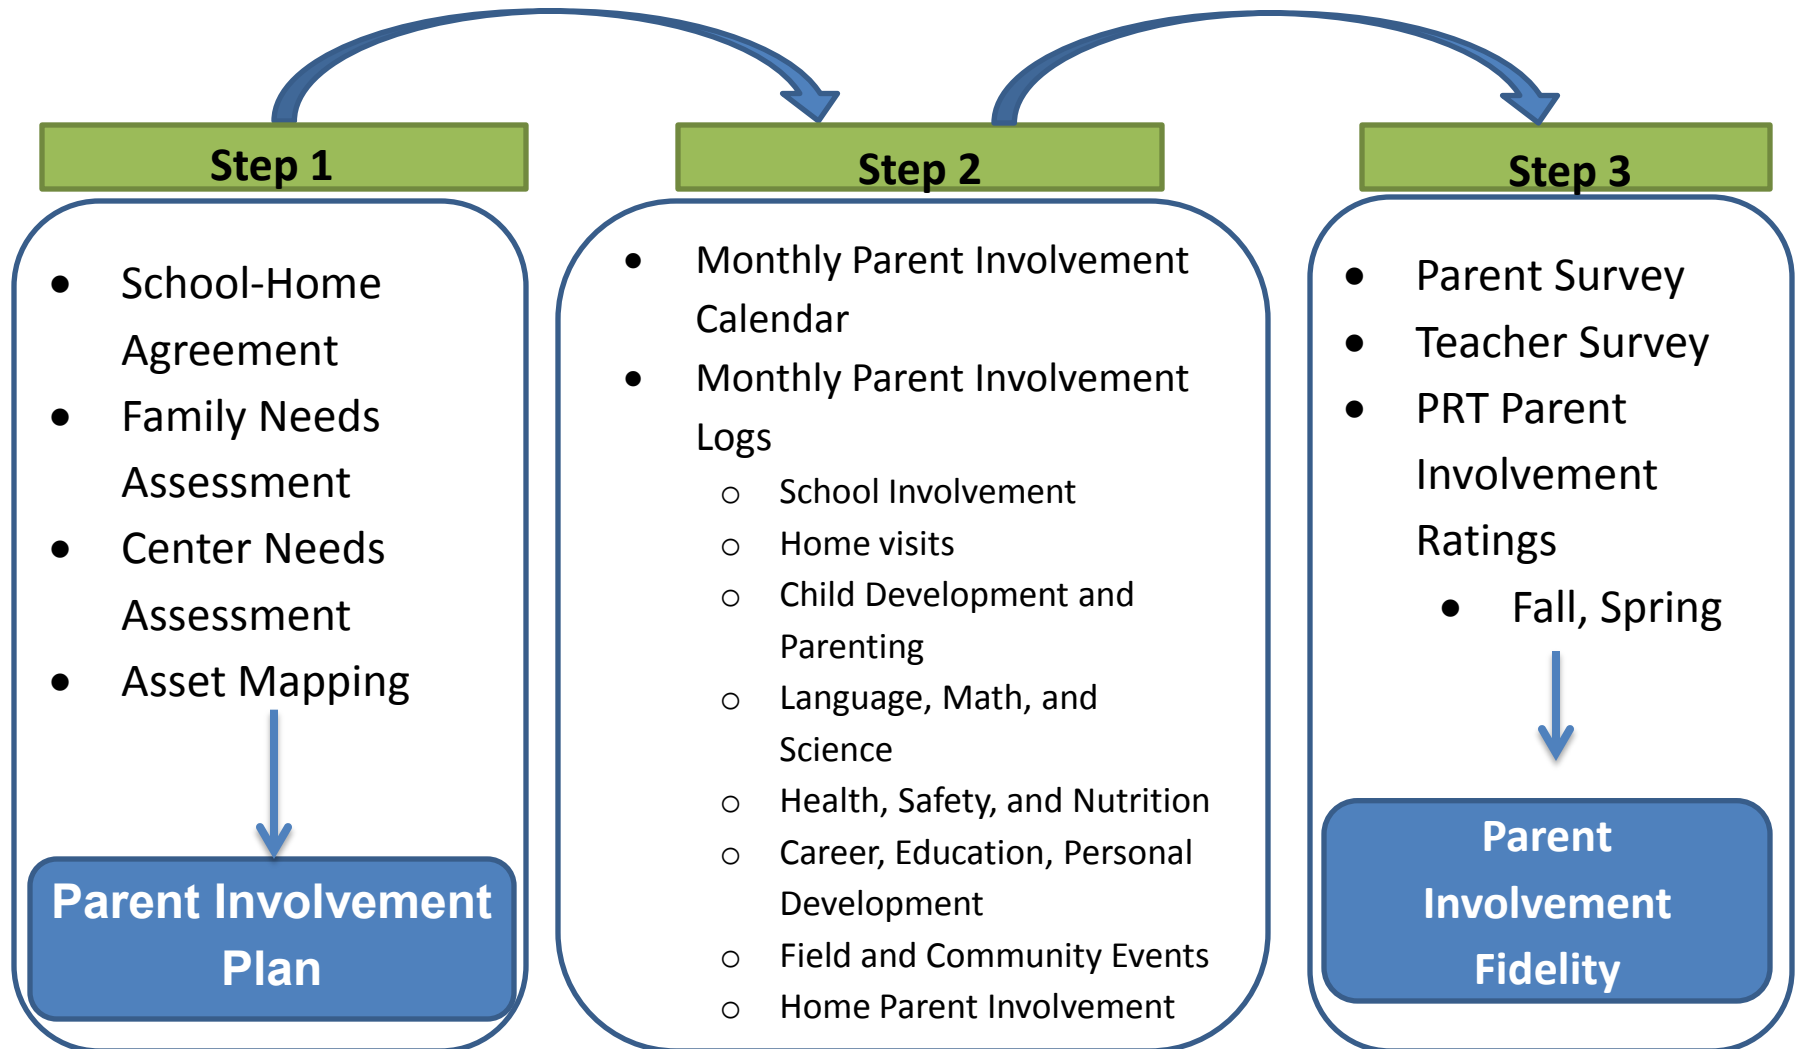 Step 1
• School-Home
Agreement
• Family Needs
Assessment
• Center Needs
Assessment
• Asset Mapping
Parent Involvement
Plan
Step 2
• Monthly Parent Involvement
Calendar
• Monthly Parent Involvement
Logs
o School Involvement
o Home visits
o Child Development and
Parenting
o Language, Math, and
Science
o Health, Safety, and Nutrition
o Career, Education, Personal
Development
o Field and Community Events
o Home Parent Involvement
Step 3
• Parent Survey
• Teacher Survey
• PRT Parent
Involvement
Ratings
• Fall, Spring
Parent
Involvement
Fidelity